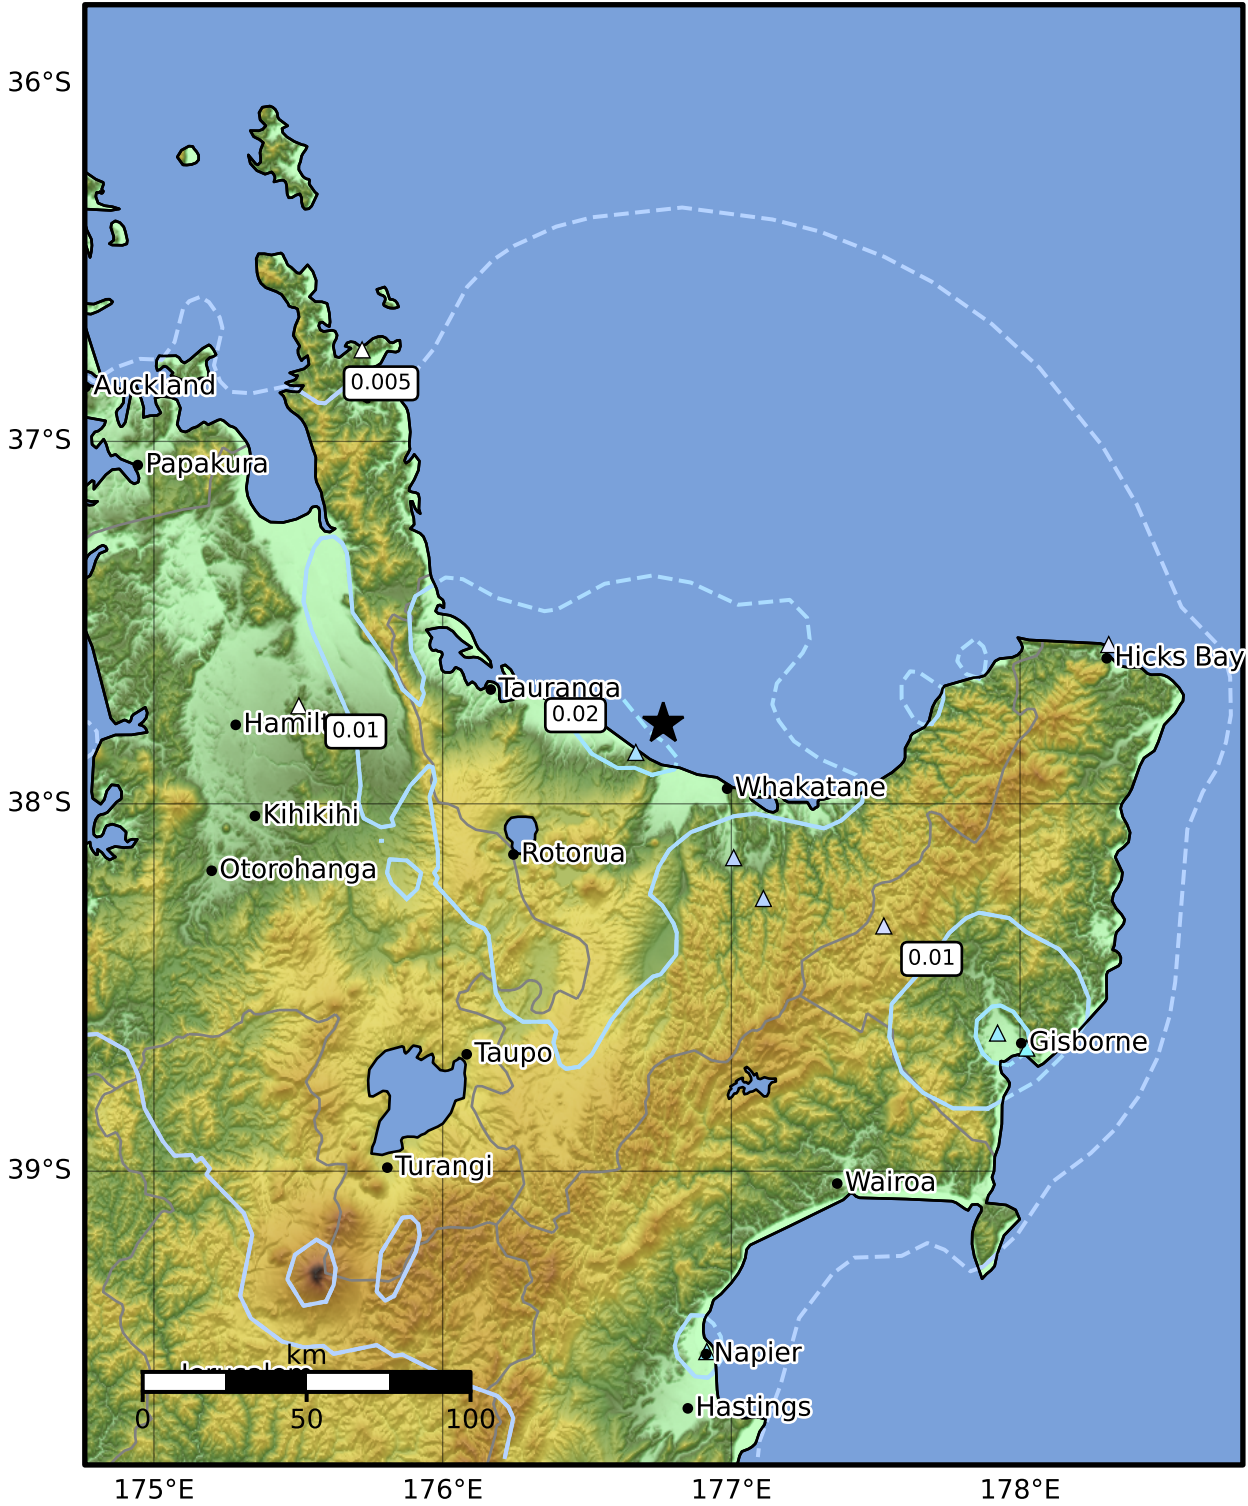 36°S
0.005
Auckland
37°S
Papakura
Hicks Bay
Tauranga
0.02
Hamilt
0.01
Whakatane
38°S
Kihikihi
Rotorua
Otorohanga
0.01
Gisborne
Taupo
Turangi
39°S
Wairoa
Napier
km
Jerusalem
Hastings
0 50 100
175°E 176°E 177°E 178°E